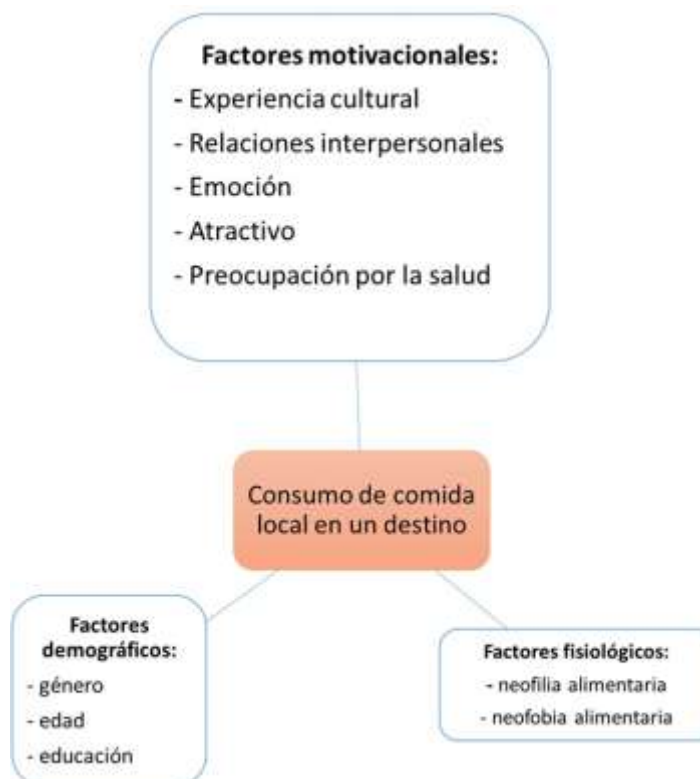 Factores motivacionales:
- Experiencia cultural
- Relaciones interpersonales
- Emoción
- Atractivo
- Preocupación por la salud
Consumo de comida
local en un destino
Factores
demográficos:
- género
- edad
- educación
Factores fisiológicos:
- neofilia alimentaria
- neofobia alimentaria